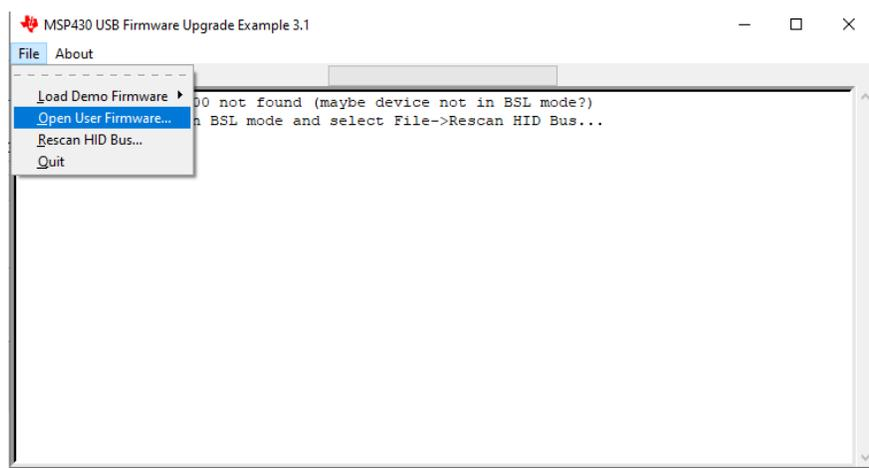 MSP430 USB Firmware Upgrade Example 3.1
File About
Load Demo Firmware
00 not found (maybe device not in BSL mode?)
Open User Firmware...
BSL mode and select File->Rescan HID Bus...
Rescan HID Bus...
Quit